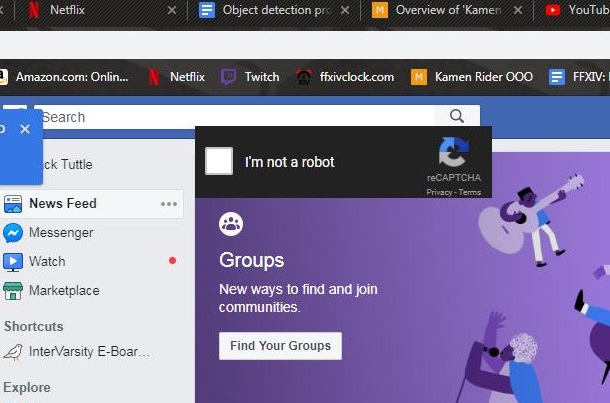 Netflix
Object detection pro
Overview of 'Kamen
YouTub
Amazon.com: Onlin...
Netflix
Twitch
ffxivclock.com
Kamen Rider OOO
FFXIV:
Search
I'm not a robot
reCAPTCHA
Privacy - Terms
ck Tuttle
News Feed
Messenger
Watch
Marketplace
Shortcuts
InterVarsity E-Boar...
Explore
Groups
New ways to find and join
communities.
Find Your Groups